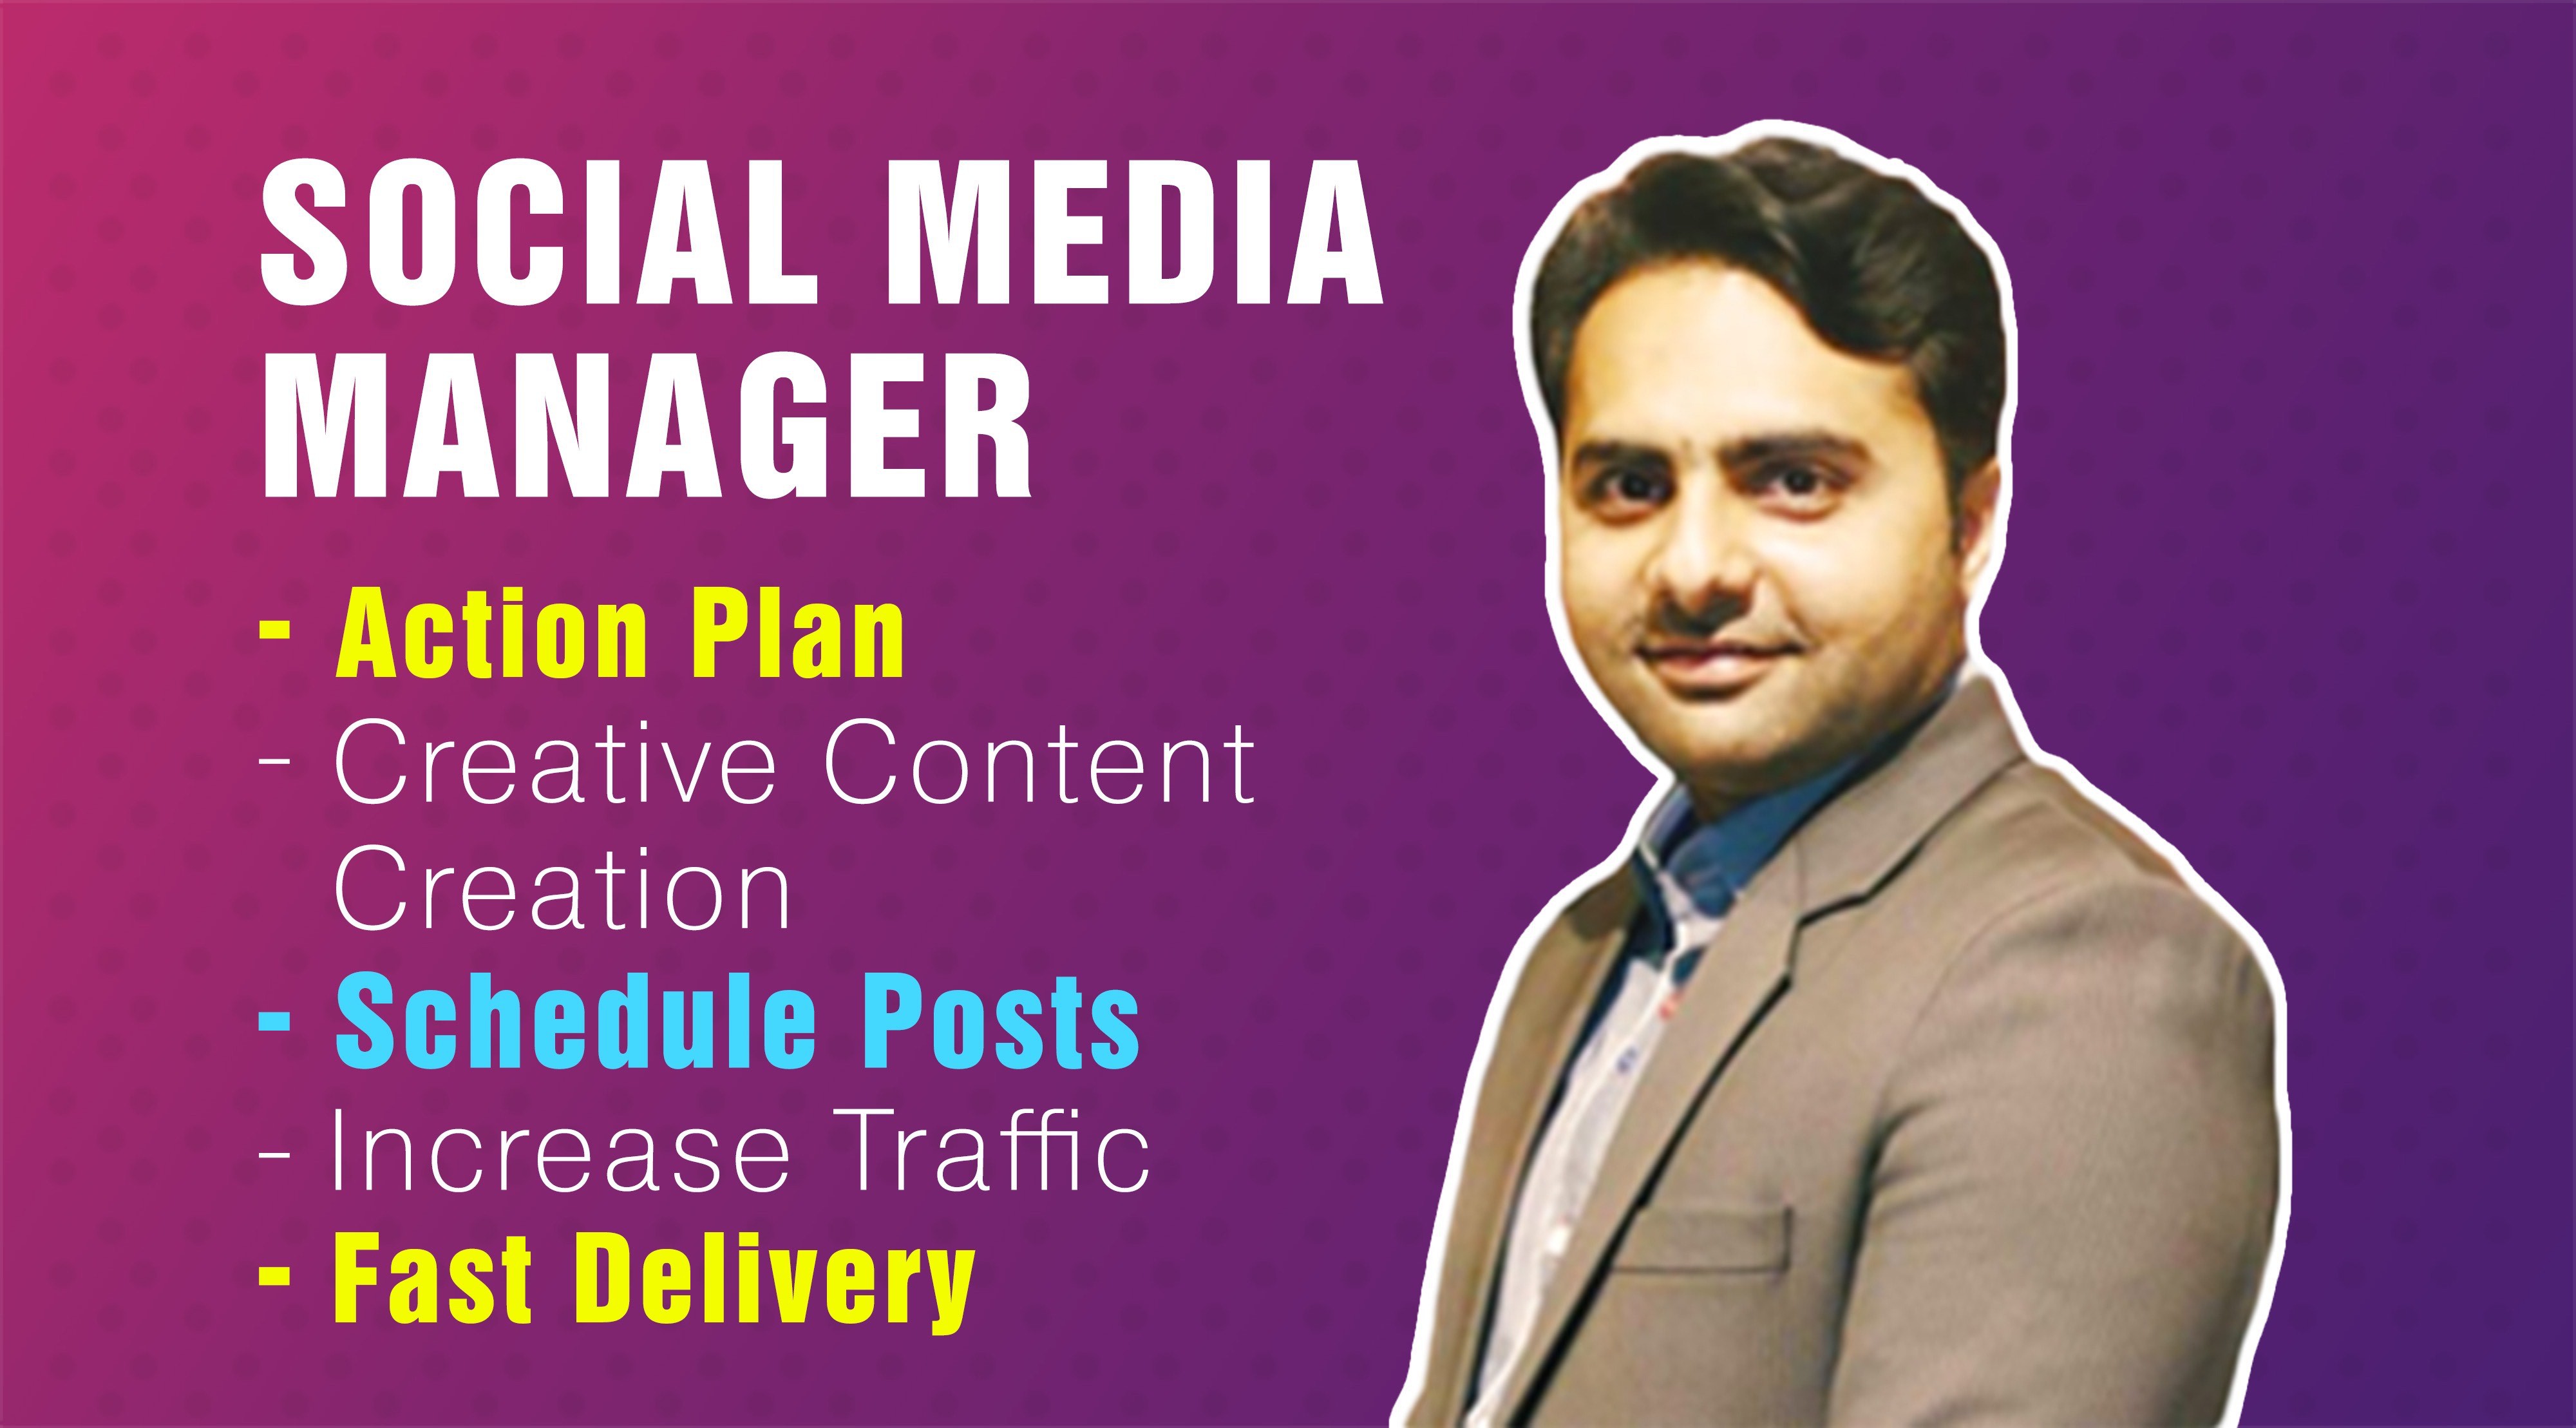 SOCIAL MEDIA
MANAGER
- Action Plan
- Creative Content
Creation
- Schedule Posts
- Increase Traffic
- Fast Delivery